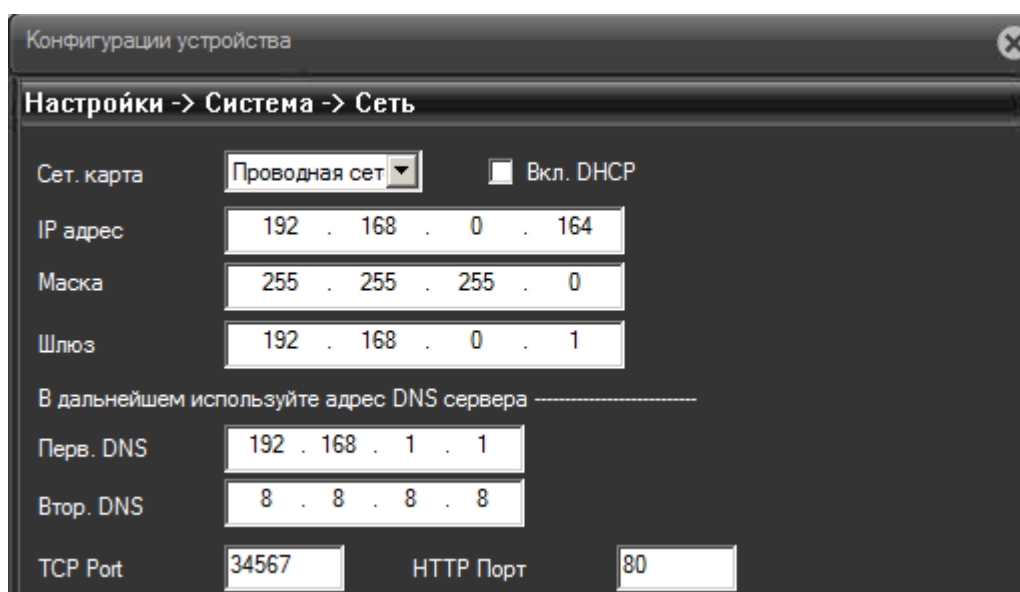 Конфигурации устройства
Настройки -> Система -> Сеть
Сет. карта Проводная сет Вкл. DHCP
IP адрес 192 . 168 . 0 . 164
Маска 255 . 255 . 255 . 0
Шлюз 192 . 168 . 0 . 1
В дальнейшем используйте адрес DNS сервера ---------------------------
Перв. DNS 192 . 168 . 1 . 1
Втор. DNS 8 . 8 . 8 . 8
TCP Port 34567 HTTP Порт 80